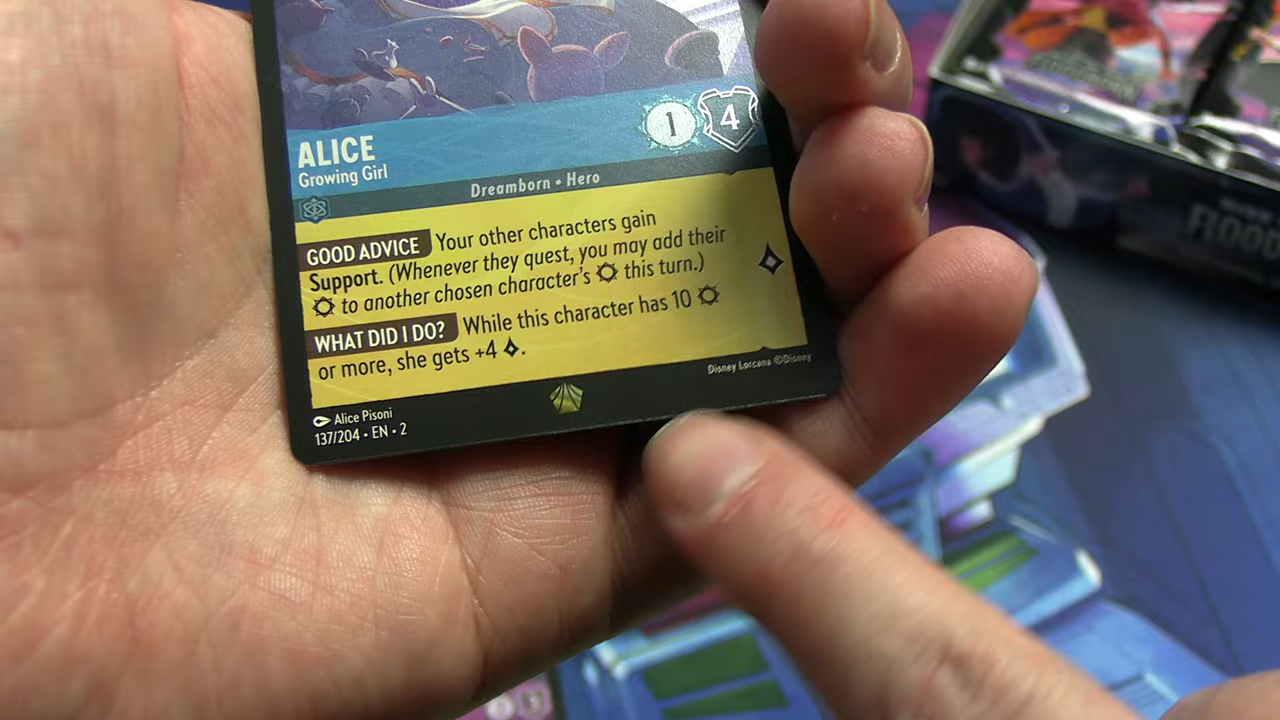 1
4
ALICE
Growing Girl
Dreamborn • Hero
GOOD ADVICE Your other characters gain
Support. (Whenever they quest, you may add their
to another chosen character's this turn.)
WHAT DID I DO? While this character has 10
or more, she gets +4 .
Disney Lorcana ©Disney
Alice Pisoni
137/204 • EN • 2
FLOOD